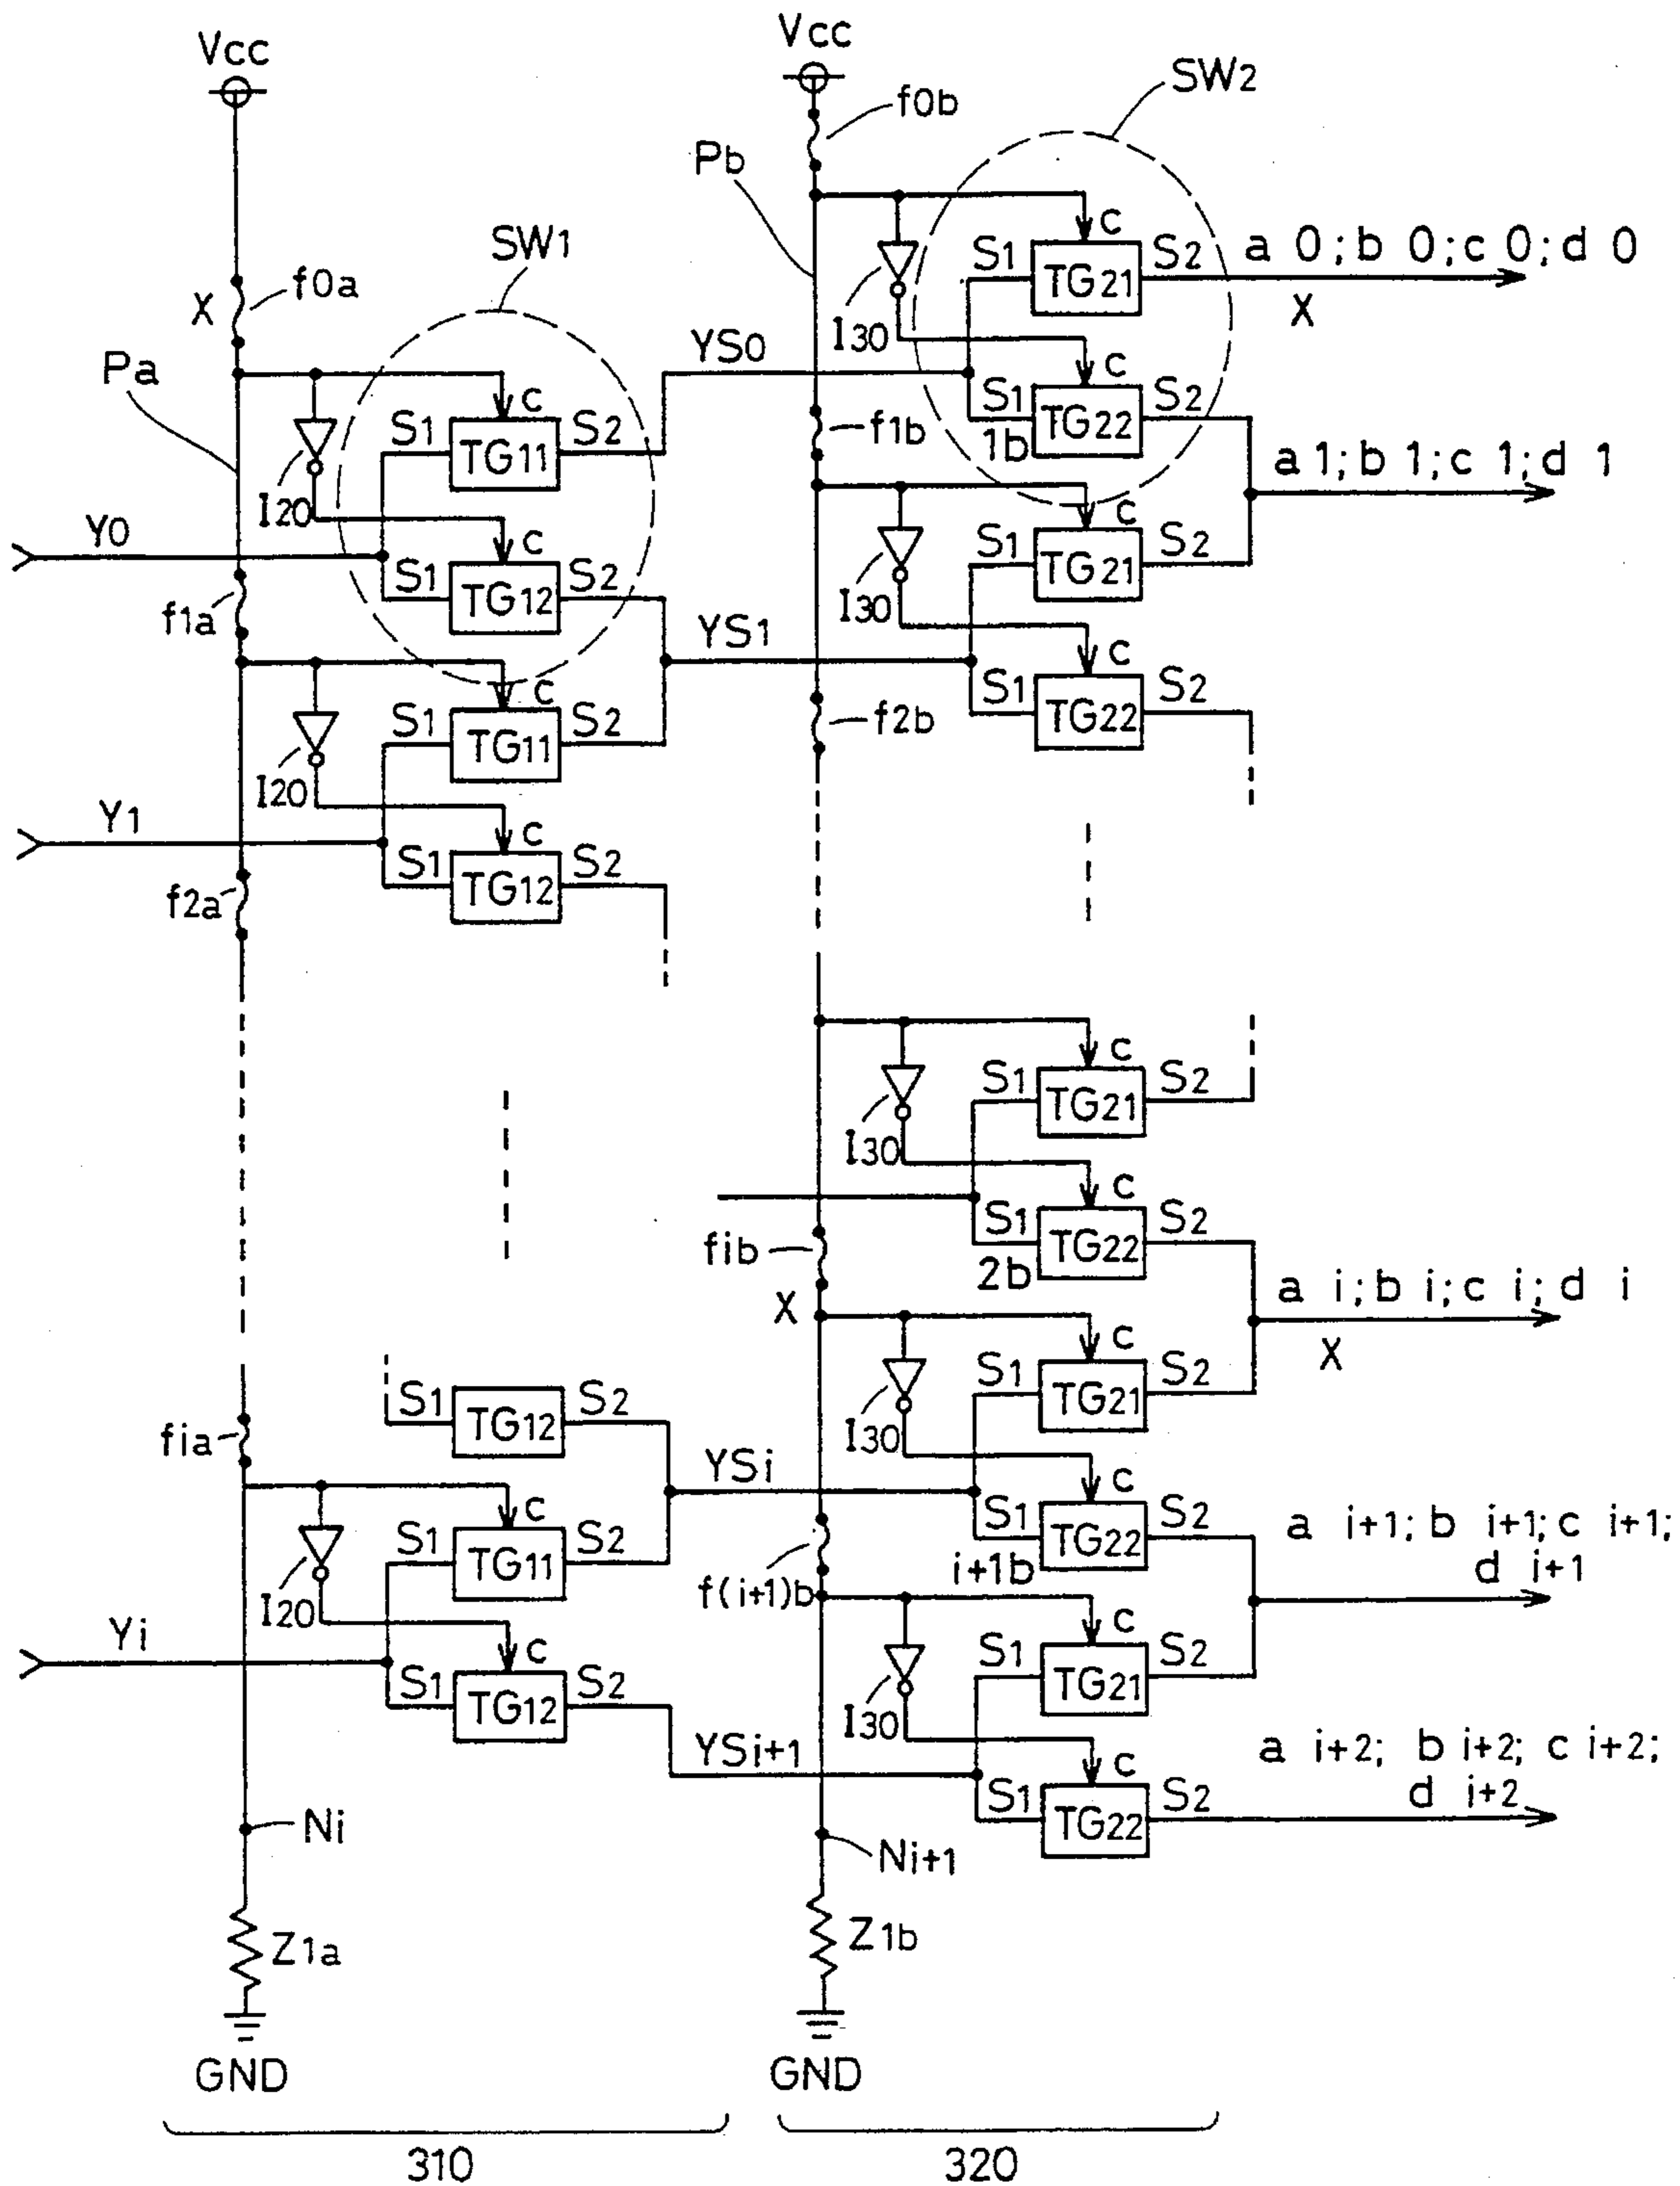 Vcc
Vcc
SW2
f0b
Pb
SW1
c
S1 TG21 S2
a 0;b 0;c 0;d 0
X
f0a
X
I30
YS0
Pa
c
S1 TG22 S2
1b
f1b
c
S1 TG11 S2
a1;b 1;c 1;d 1
I20
Y0
c
S1 TG12 S2
c
S1 TG21 S2
I30
f1a
YS1
c
S1 TG22 S2
c
S1 TG11 S2
f2b
I20
Y1
c
S1 TG12 S2
f2a
c
S1 TG21 S2
I30
c
S1 TG22 S2
fib
2b
X
a i;b i;c i;d i
X
c
S1 TG21 S2
S1 TG12 S2
I30
fia
YSi
c
S1 TG22 S2
c
S1 TG11 S2
a i+1;b i+1;c i+1;
d i+1
i+1b
f(i+1)b
I20
c
S1 TG21 S2
Yi
c
S1 TG12 S2
I30
YSi+1
a i+2; b i+2; c i+2;
d i+2
c
S1 TG22 S2
Ni
Ni+1
Z1a
Z1b
GND
GND
310
320